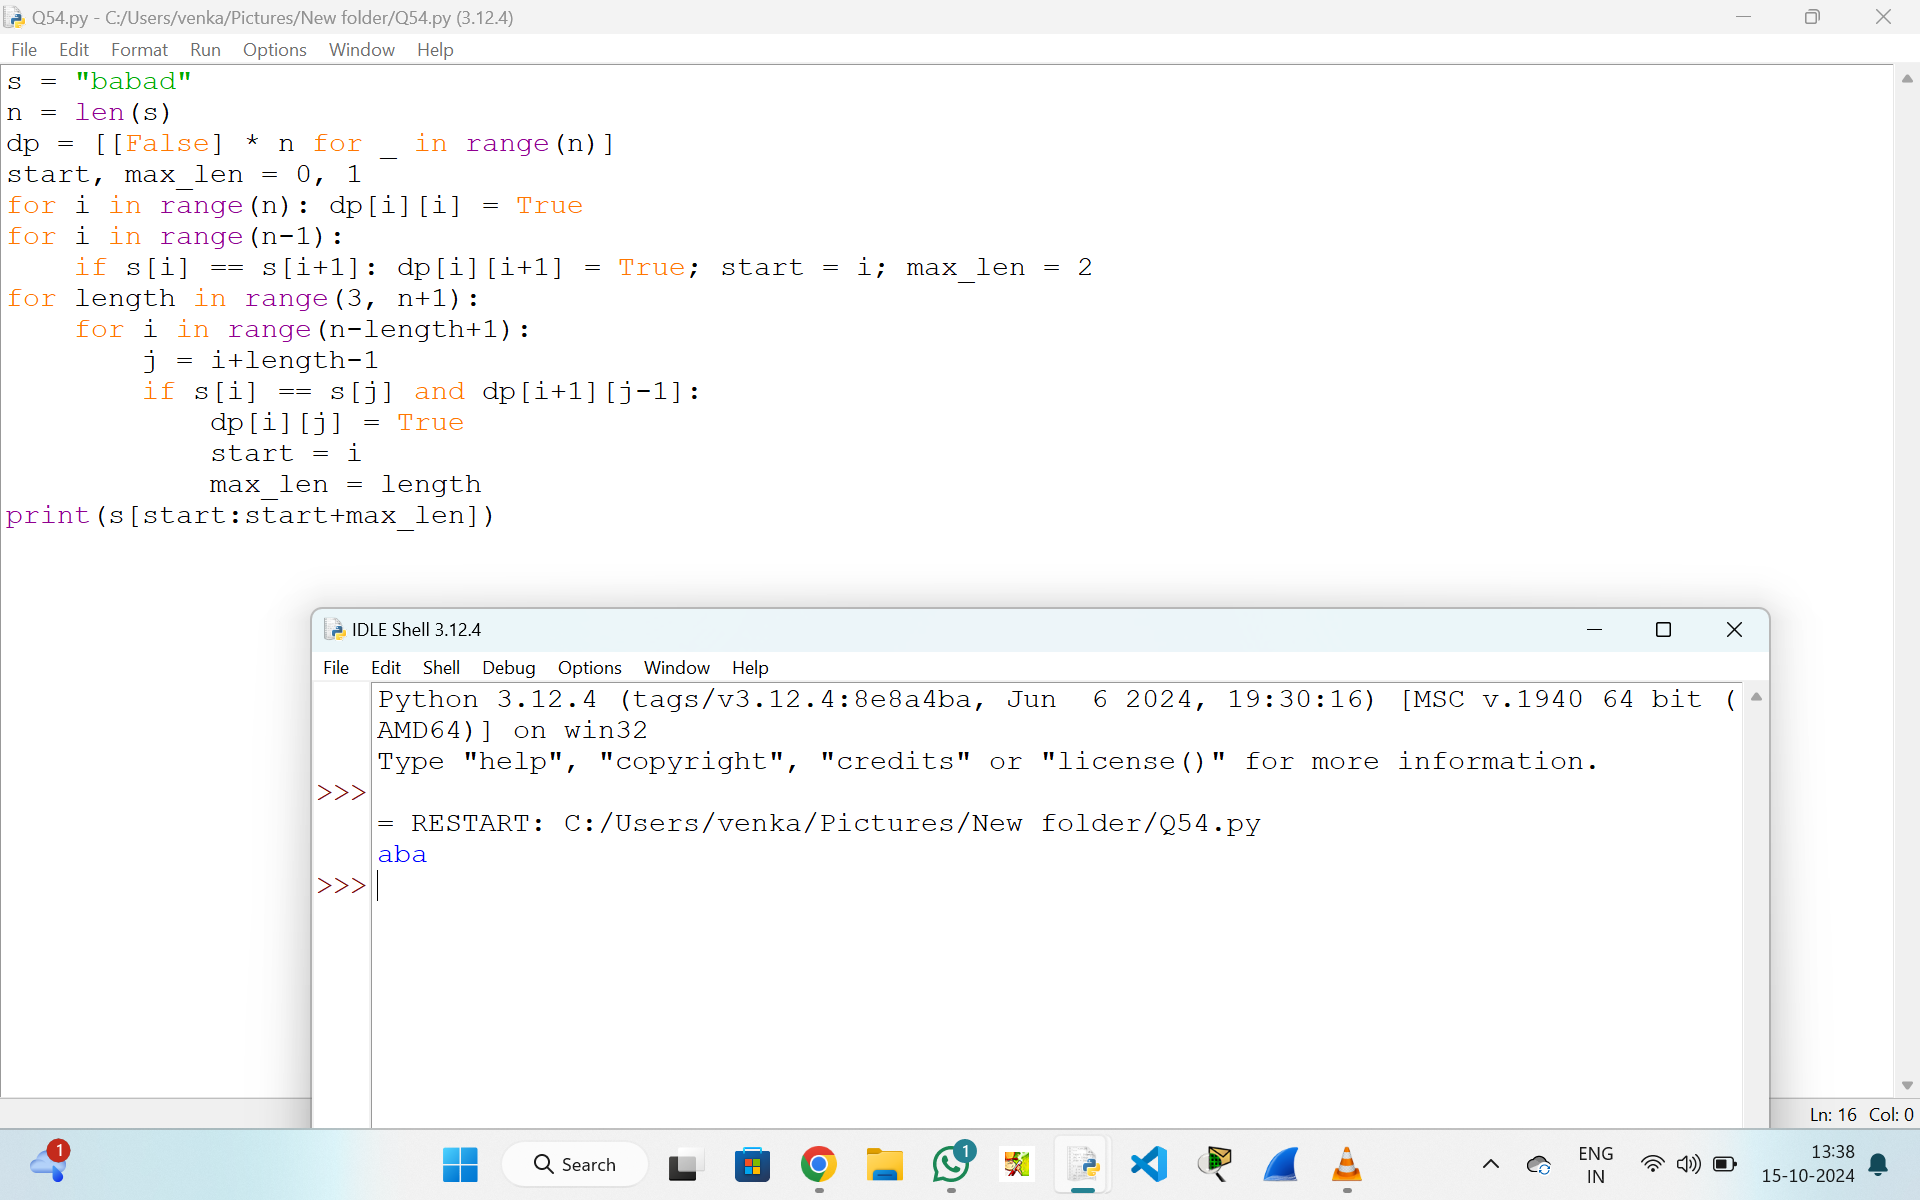 Q54.py - C:/Users/venka/Pictures/New folder/Q54.py (3.12.4)
File Edit Format Run Options Window Help
s = "babad"
n = len(s)
dp = [[False] * n for _ in range(n)]
start, max_len = 0, 1
for i in range(n): dp[i][i] = True
for i in range(n-1):
    if s[i] == s[i+1]: dp[i][i+1] = True; start = i; max_len = 2
for length in range(3, n+1):
    for i in range(n-length+1):
        j = i+length-1
        if s[i] == s[j] and dp[i+1][j-1]:
            dp[i][j] = True
            start = i
            max_len = length
print(s[start:start+max_len])
IDLE Shell 3.12.4
File Edit Shell Debug Options Window Help
Python 3.12.4 (tags/v3.12.4:8e8a4ba, Jun  6 2024, 19:30:16) [MSC v.1940 64 bit (
AMD64)] on win32
Type "help", "copyright", "credits" or "license()" for more information.
>>>
= RESTART: C:/Users/venka/Pictures/New folder/Q54.py
aba
>>>
Ln: 16 Col: 0
1
Search
1
ENG
IN
13:38
15-10-2024